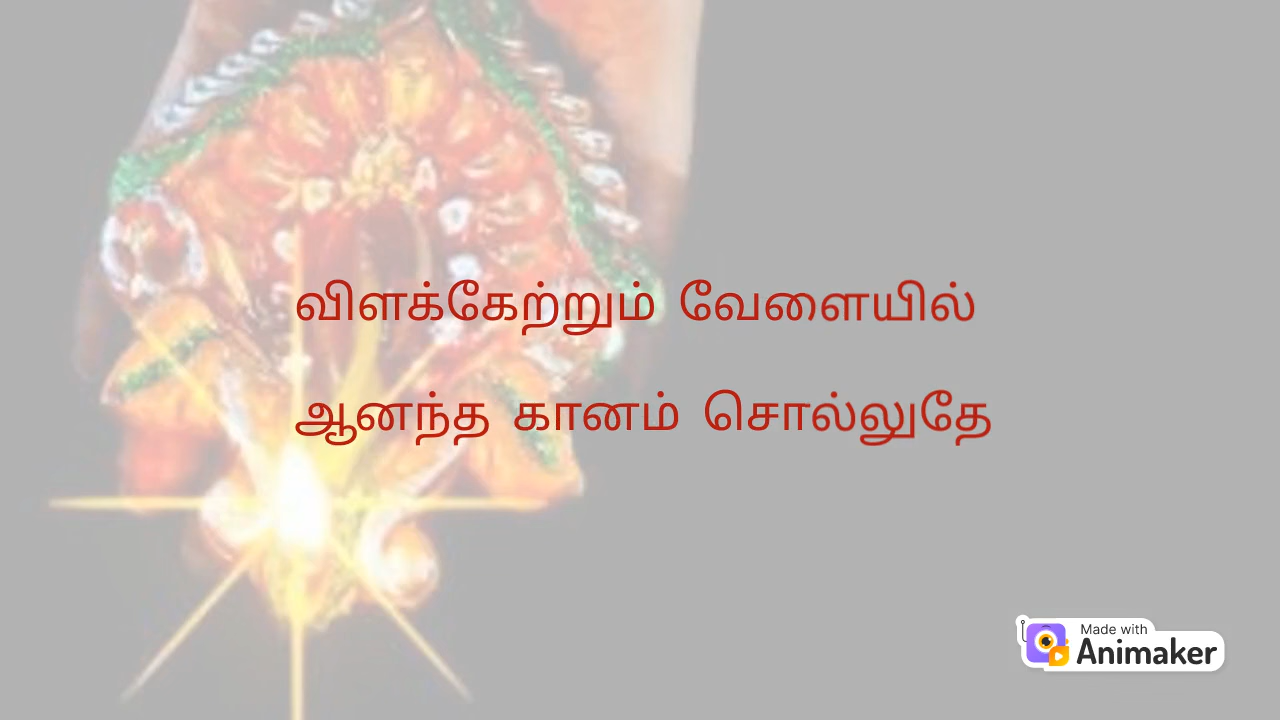 விளக்கேற்றும் வேளையில்
ஆனந்த கானம் சொல்லுதே
Made with
Animaker